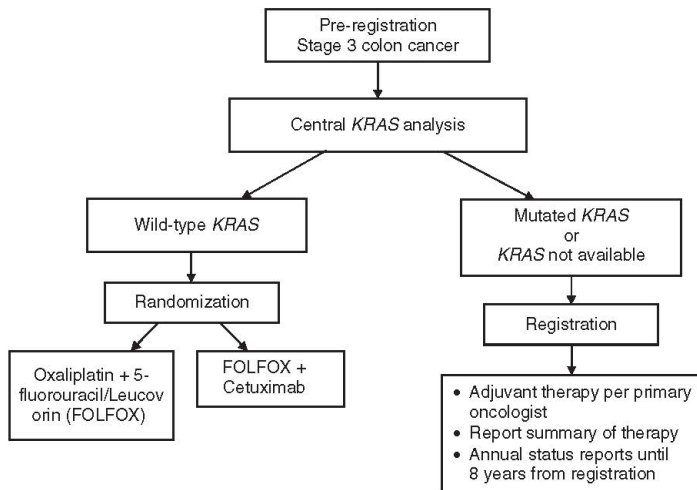 Pre-registration
Stage 3 colon cancer
Central KRAS analysis
Wild-type KRAS
Mutated KRAS
or
KRAS not available
Randomization
Registration
Oxaliplatin + 5-
fluorouracil/Leucov
orin (FOLFOX)
FOLFOX +
Cetuximab
• Adjuvant therapy per primary
oncologist
• Report summary of therapy
• Annual status reports until
8 years from registration